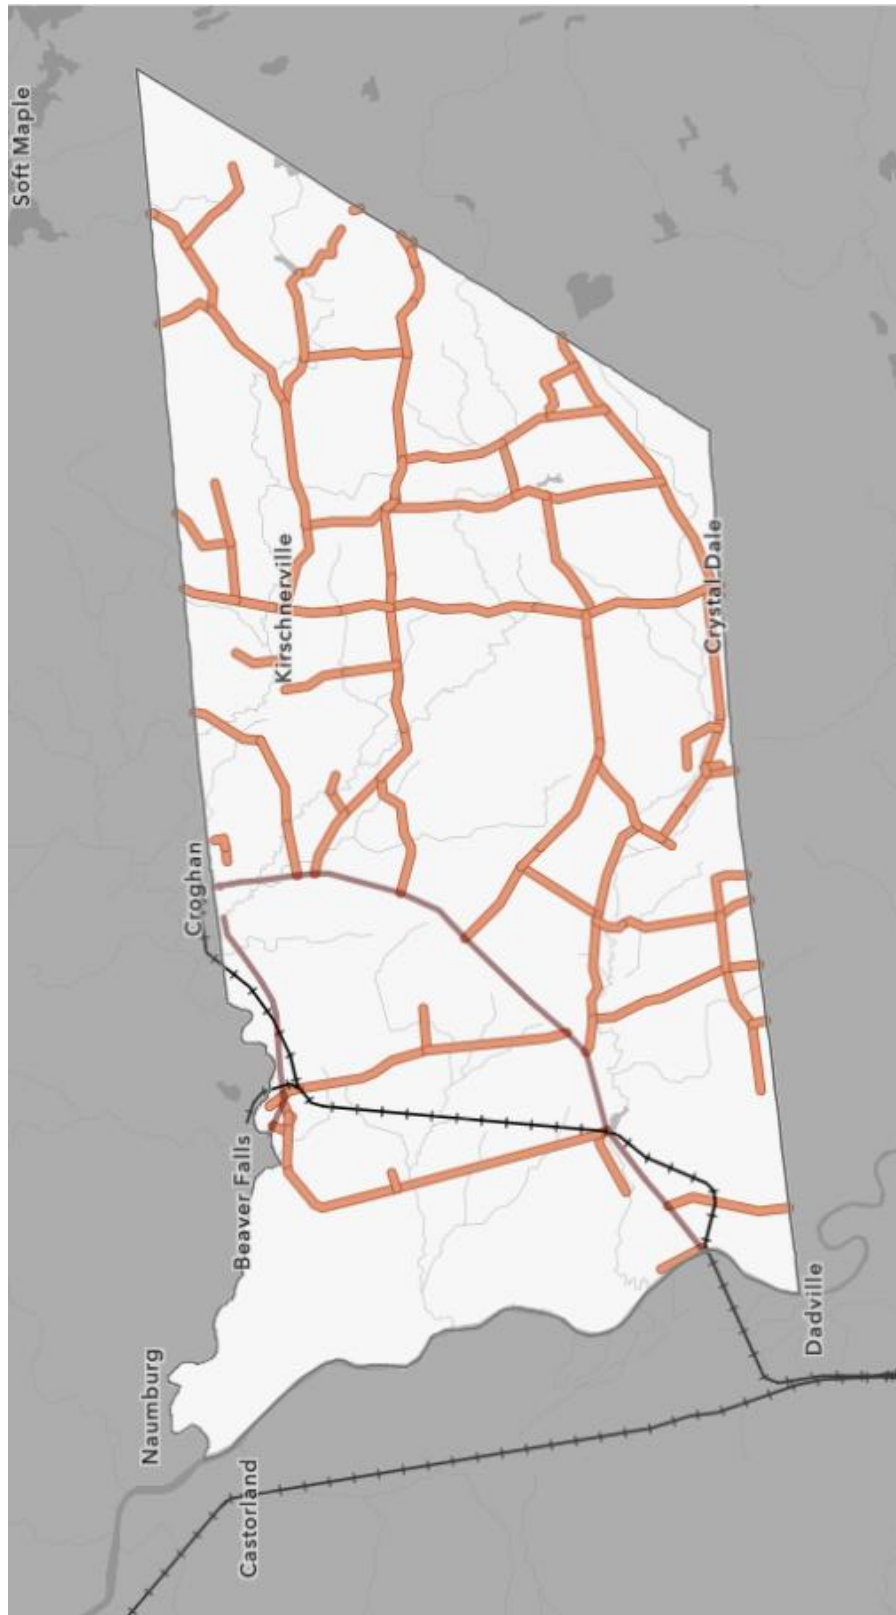 Soft Maple
Kirschnerville
Crystal Dale
Croghan
Beaver Falls
Naumburg
Dadville
Castorland